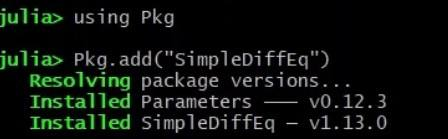 julia> using Pkg
julia> Pkg.add("SimpleDiffEq")
Resolving package versions...
Installed Parameters ─── v0.12.3
Installed SimpleDiffEq ─ v1.13.0